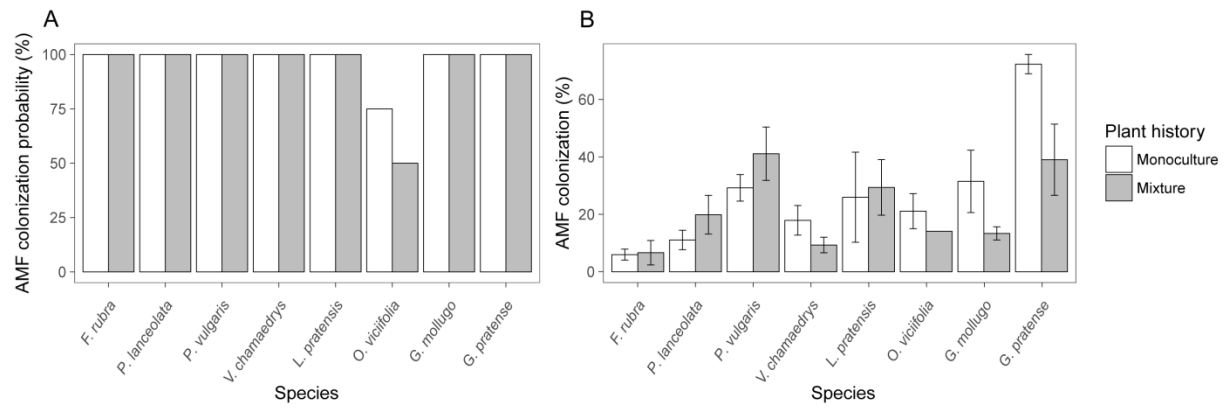 A
AMF colonization probability (%)
100
75
50
25
0
F. rubra
P. lanceolata
P. vulgaris
V. chamaedrys
L. pratensis
O. viciifolia
G. mollugo
G. pratense
Species
B
AMF colonization (%)
60
40
20
0
F. rubra
P. lanceolata
P. vulgaris
V. chamaedrys
L. pratensis
O. viciifolia
G. mollugo
G. pratense
Species
Plant history
Monoculture
Mixture